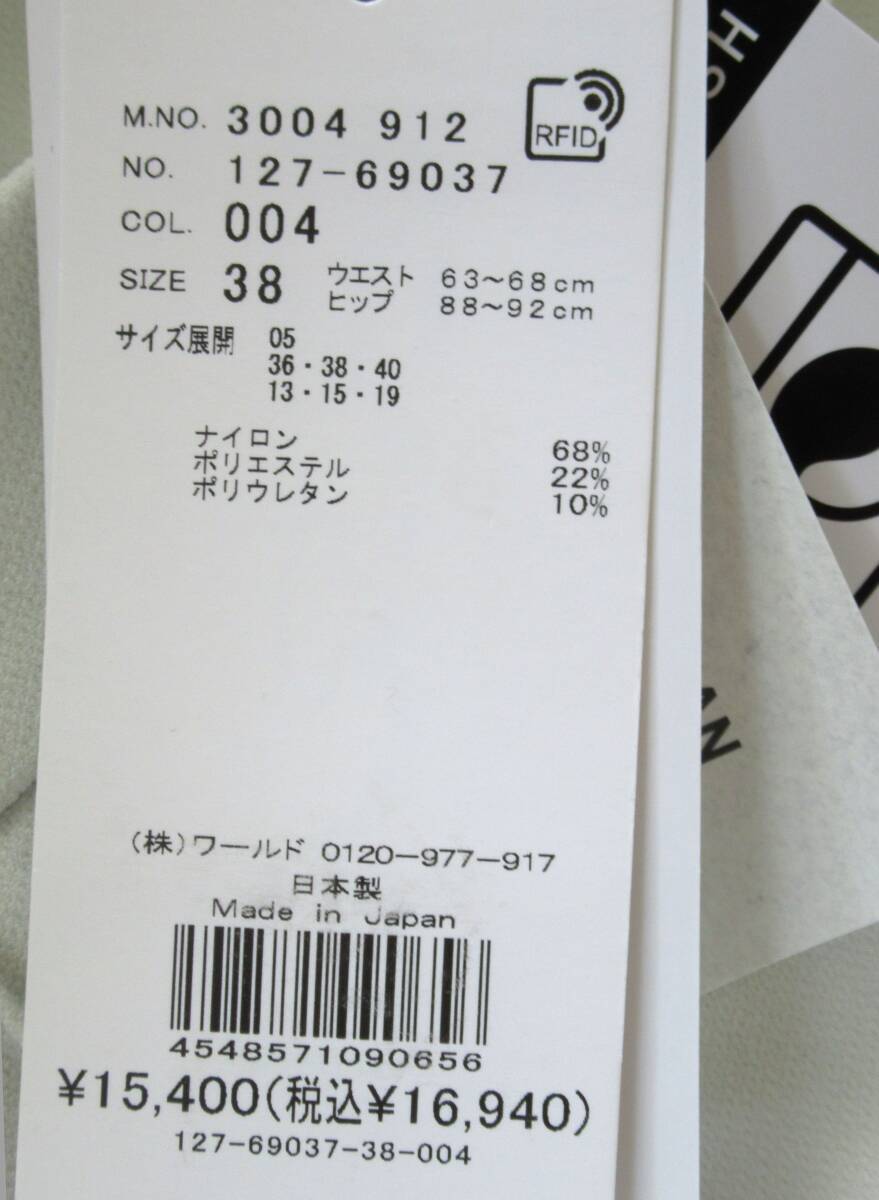 M.NO. 3004 912
RFID
NO. 127-69037
COL. 004
SIZE 38 ウエスト 63～68cm
ヒップ 88～92cm
サイズ展開 05
36・38・40
13・15・19
ナイロン 68%
ポリエステル 22%
ポリウレタン 10%
(株)ワールド 0120-977-917
日本製
Made in Japan
4548571090656
¥15,400(税込¥16,940)
127-69037-38-004